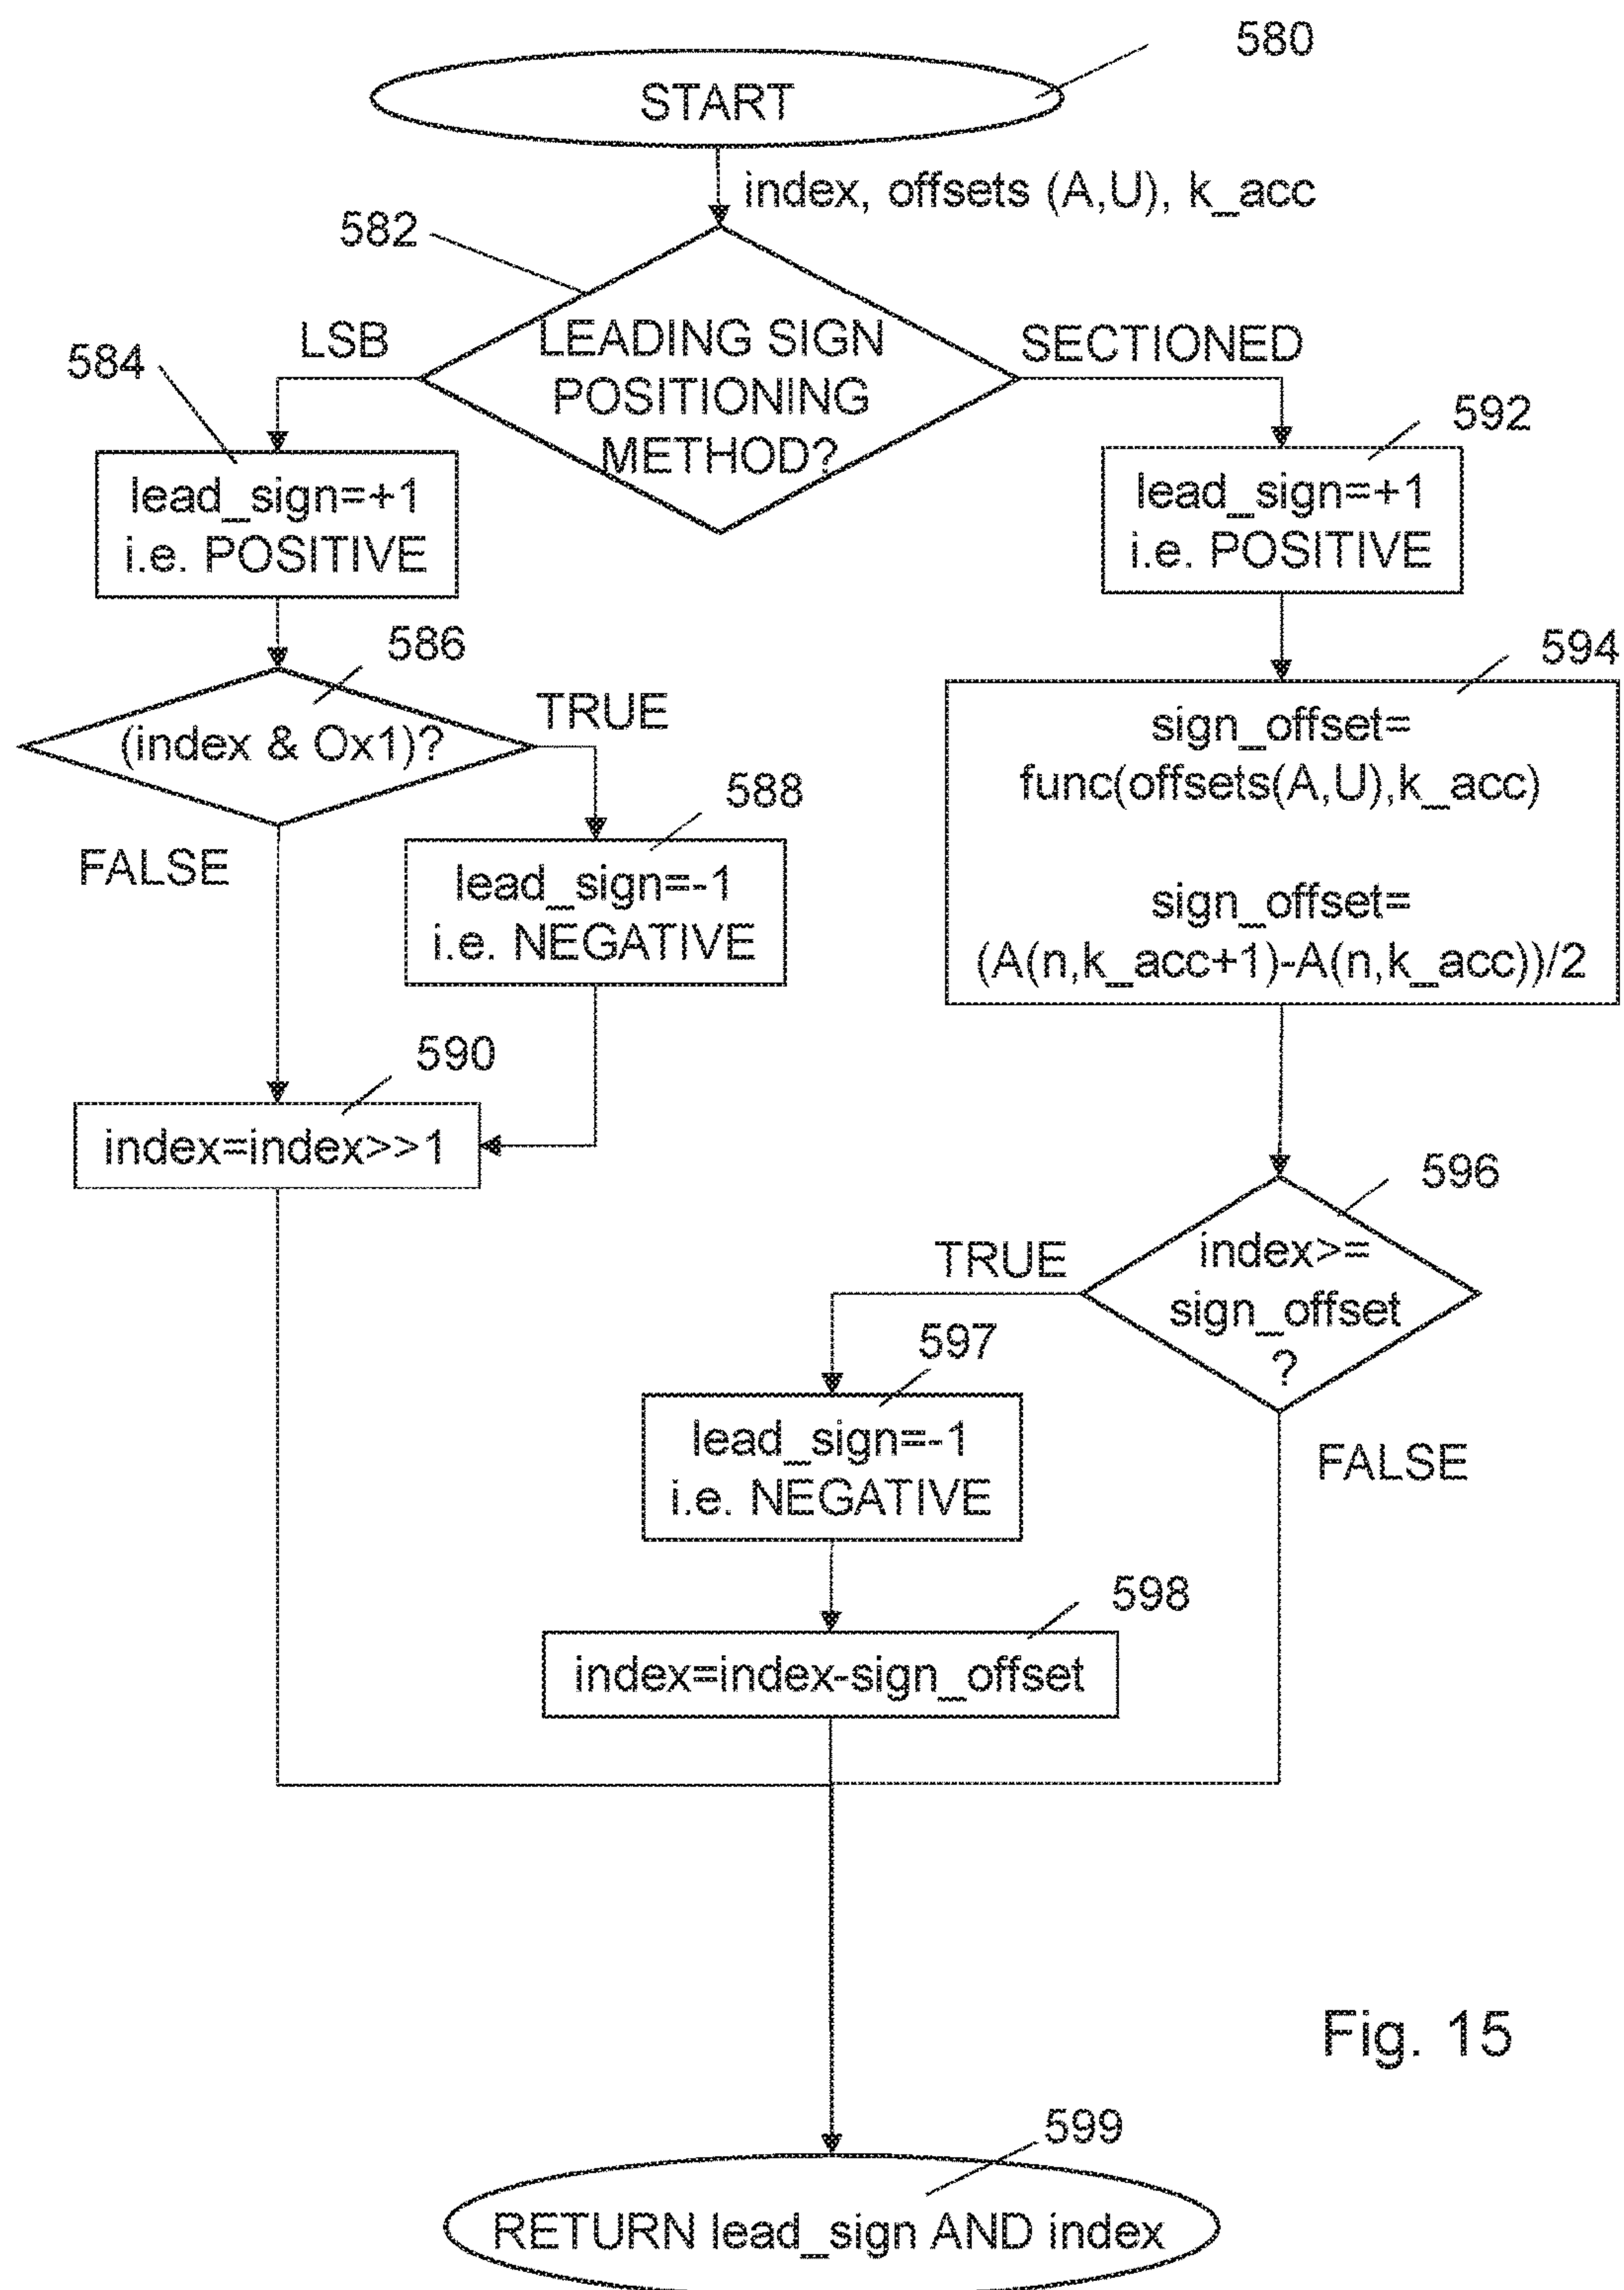 580
START
index, offsets (A,U), k_acc
582
LSB
LEADING SIGN
POSITIONING
METHOD?
SECTIONED
584
lead_sign=+1
i.e. POSITIVE
592
lead_sign=+1
i.e. POSITIVE
586
(index & Ox1)?
TRUE
FALSE
588
lead_sign=-1
i.e. NEGATIVE
594
sign_offset=
func(offsets(A,U),k_acc)
sign_offset=
(A(n,k_acc+1)-A(n,k_acc))/2
590
index=index>>1
596
index>=
sign_offset
?
TRUE
597
lead_sign=-1
i.e. NEGATIVE
FALSE
598
index=index-sign_offset
Fig. 15
599
RETURN lead_sign AND index